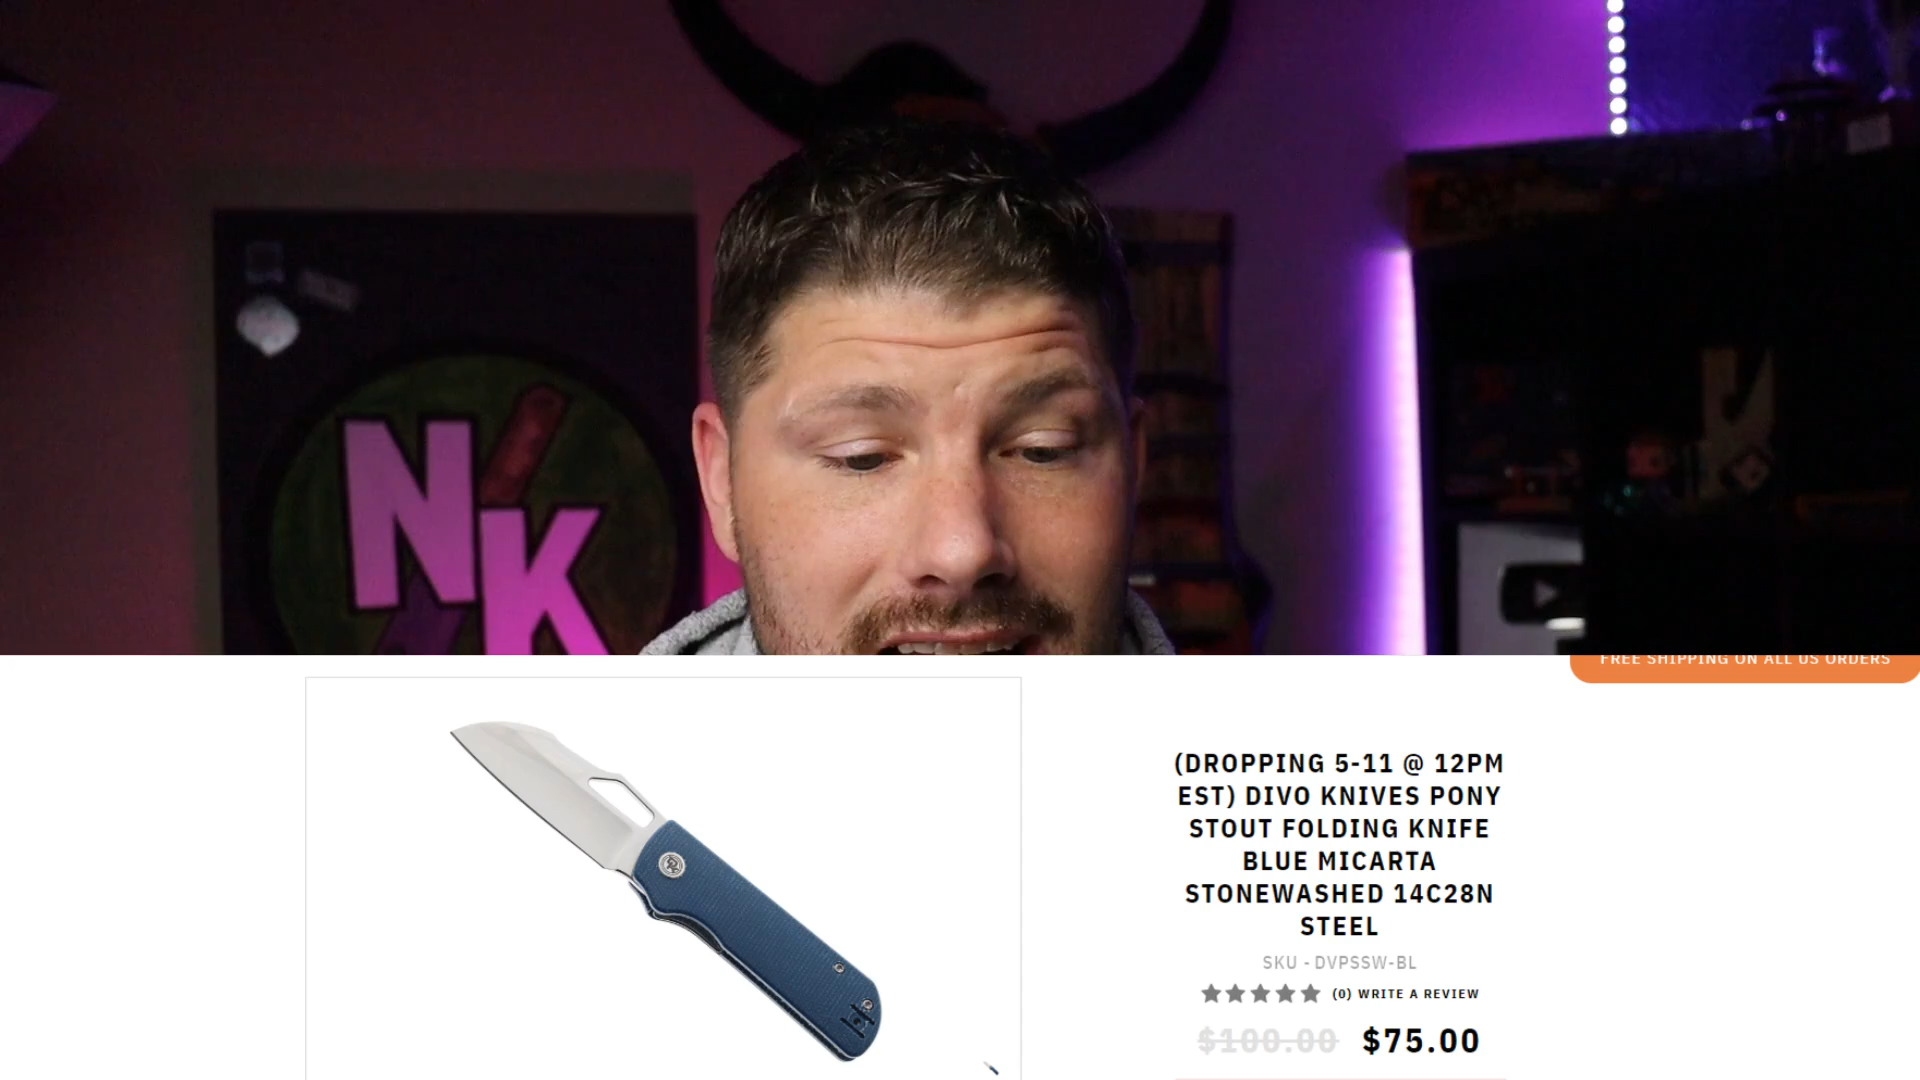 NK
FREE SHIPPING ON ALL US ORDERS
(DROPPING 5-11 @ 12PM
EST) DIVO KNIVES PONY
STOUT FOLDING KNIFE
BLUE MICARTA
STONEWASHED 14C28N
STEEL
SKU - DVPSSW-BL
(0) WRITE A REVIEW
$100.00 $75.00